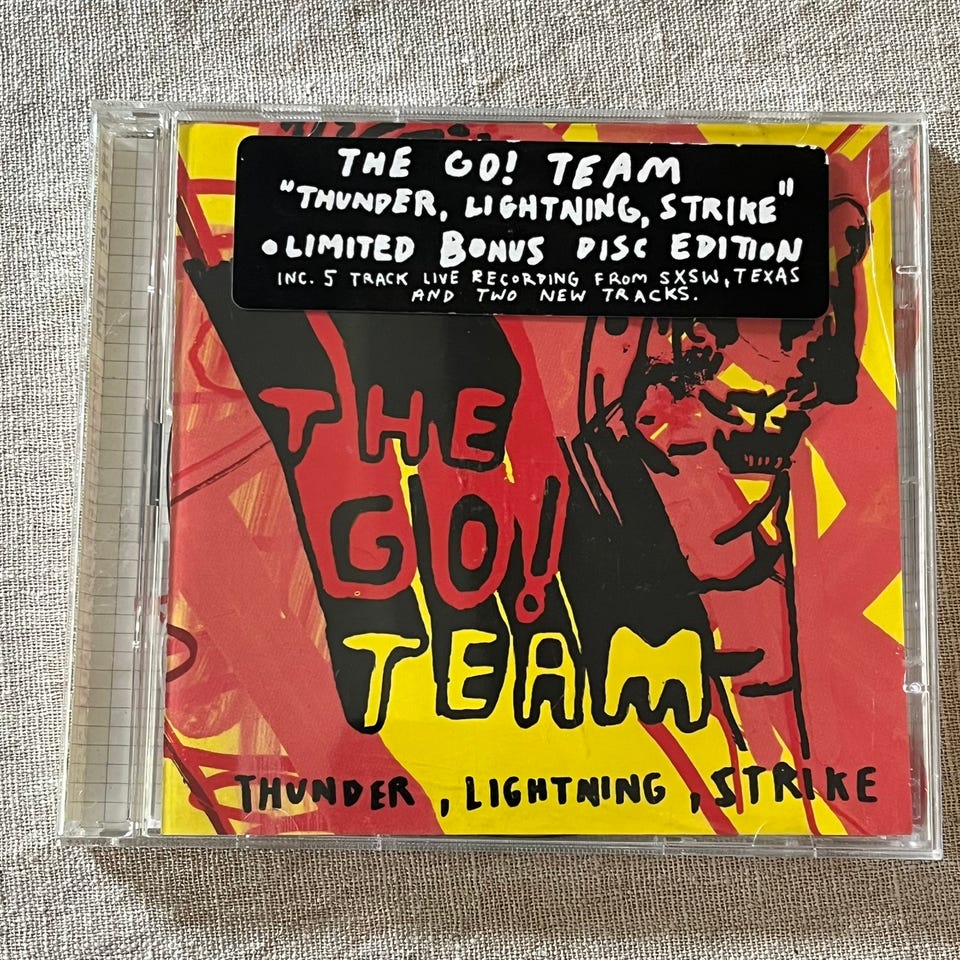 THE GO! TEAM
"THUNDER, LIGHTNING, STRIKE"
•LIMITED BONUS DISC EDITION
INC. 5 TRACK LIVE RECORDING FROM SXSW, TEXAS
AND TWO NEW TRACKS.
THE
GO!
TEAM
THUNDER, LIGHTNING, STRIKE